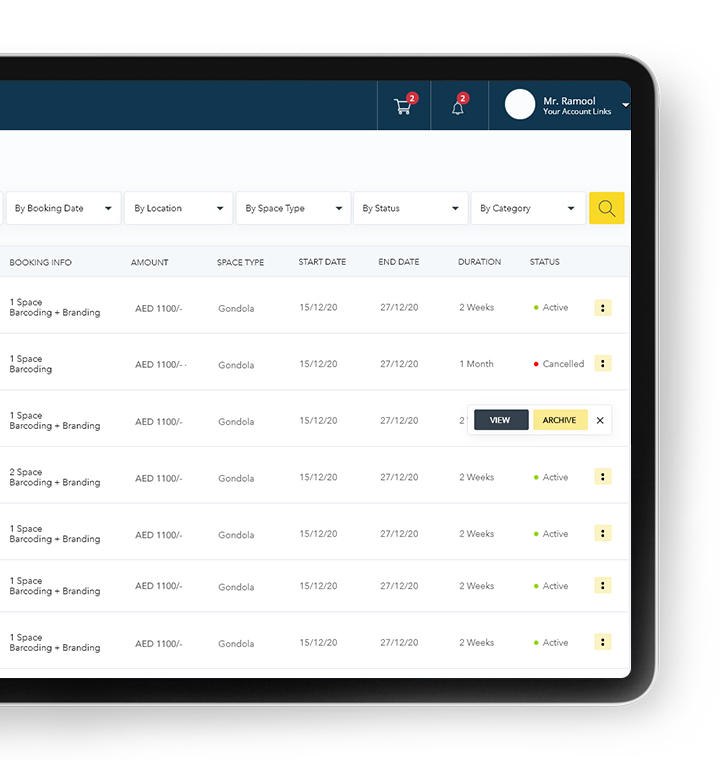 2
2
Mr. Ramool
Your Account Links
By Booking Date
By Location
By Space Type
By Status
By Category
BOOKING INFO
AMOUNT
SPACE TYPE
START DATE
END DATE
DURATION
STATUS
1 Space
Barcoding + Branding
AED 1100/-
Gondola
15/12/20
27/12/20
2 Weeks
Active
1 Space
Barcoding
AED 1100/- ·
Gondola
15/12/20
27/12/20
1 Month
Cancelled
1 Space
Barcoding + Branding
AED 1100/-
Gondola
15/12/20
27/12/20
2
VIEW
ARCHIVE
2 Space
Barcoding + Branding
AED 1100/-
Gondola
15/12/20
27/12/20
2 Weeks
Active
1 Space
Barcoding + Branding
AED 1100/-
Gondola
15/12/20
27/12/20
2 Weeks
Active
1 Space
Barcoding + Branding
AED 1100/-
Gondola
15/12/20
27/12/20
2 Weeks
Active
1 Space
Barcoding + Branding
AED 1100/-
Gondola
15/12/20
27/12/20
2 Weeks
Active